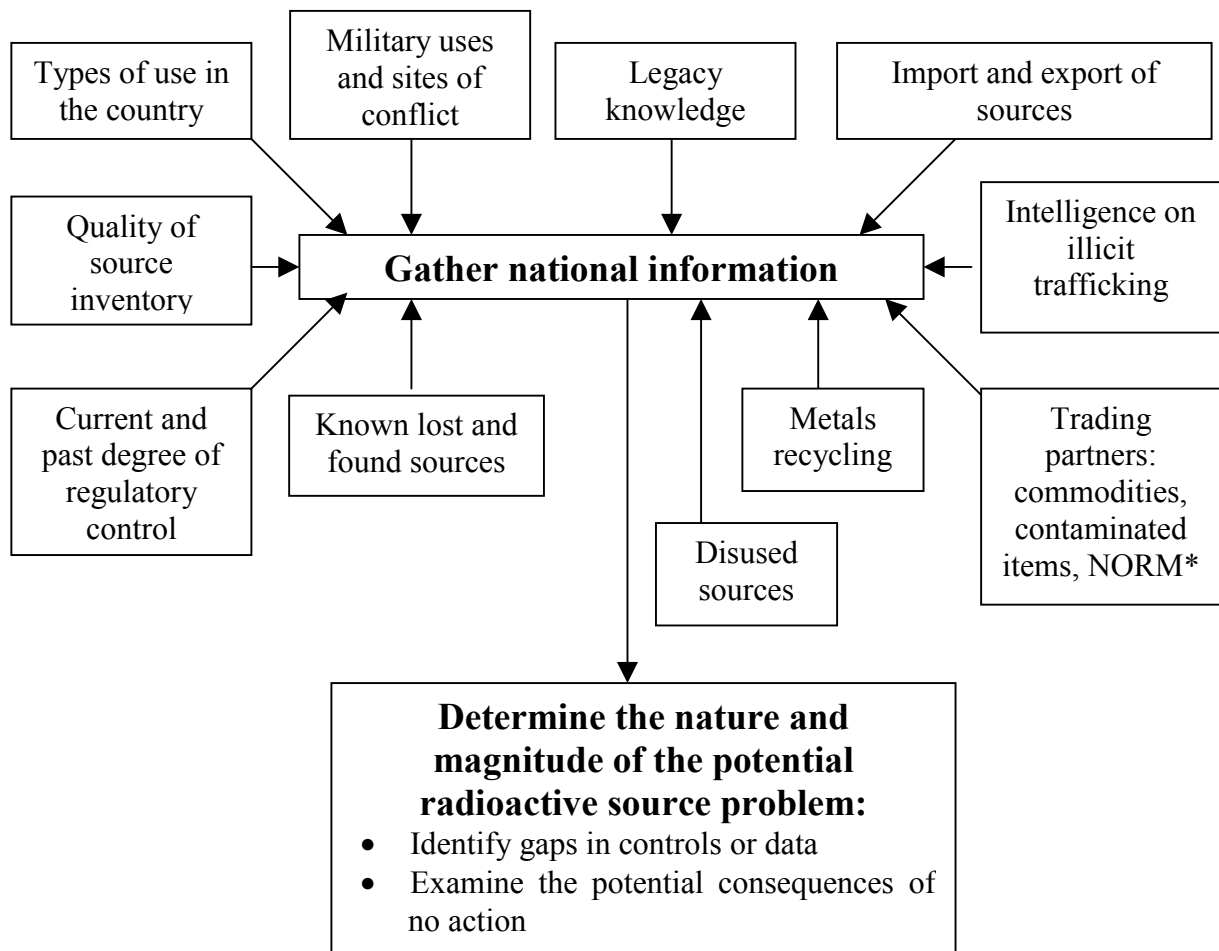 Types of use in
the country
Military uses
and sites of
conflict
Legacy
knowledge
Import and export of
sources
Quality of
source
inventory
Gather national information
Intelligence on
illicit
trafficking
Current and
past degree of
regulatory
control
Known lost and
found sources
Disused
sources
Metals
recycling
Trading
partners:
commodities,
contaminated
items, NORM*
Determine the nature and
magnitude of the potential
radioactive source problem:
• Identify gaps in controls or data
• Examine the potential consequences of
no action